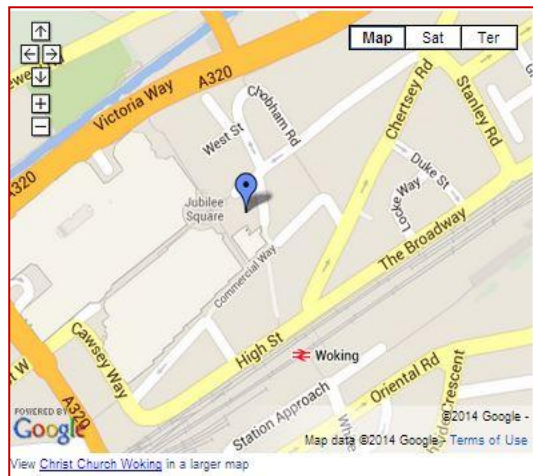 Map
Sat
Ter
A320
Victoria Way
Chobham Rd
West St
Chertsey Rd
Stanley Rd
Duke St
Locke Way
A320
Jubilee
Square
The Broadway
Commercial Way
High St
Cawsey Way
Woking
Oriental Rd
Station Approach
A320
POWERED BY
Google
©2014 Google -
Map data ©2014 Google - Terms of Use
View Christ Church Woking in a larger map